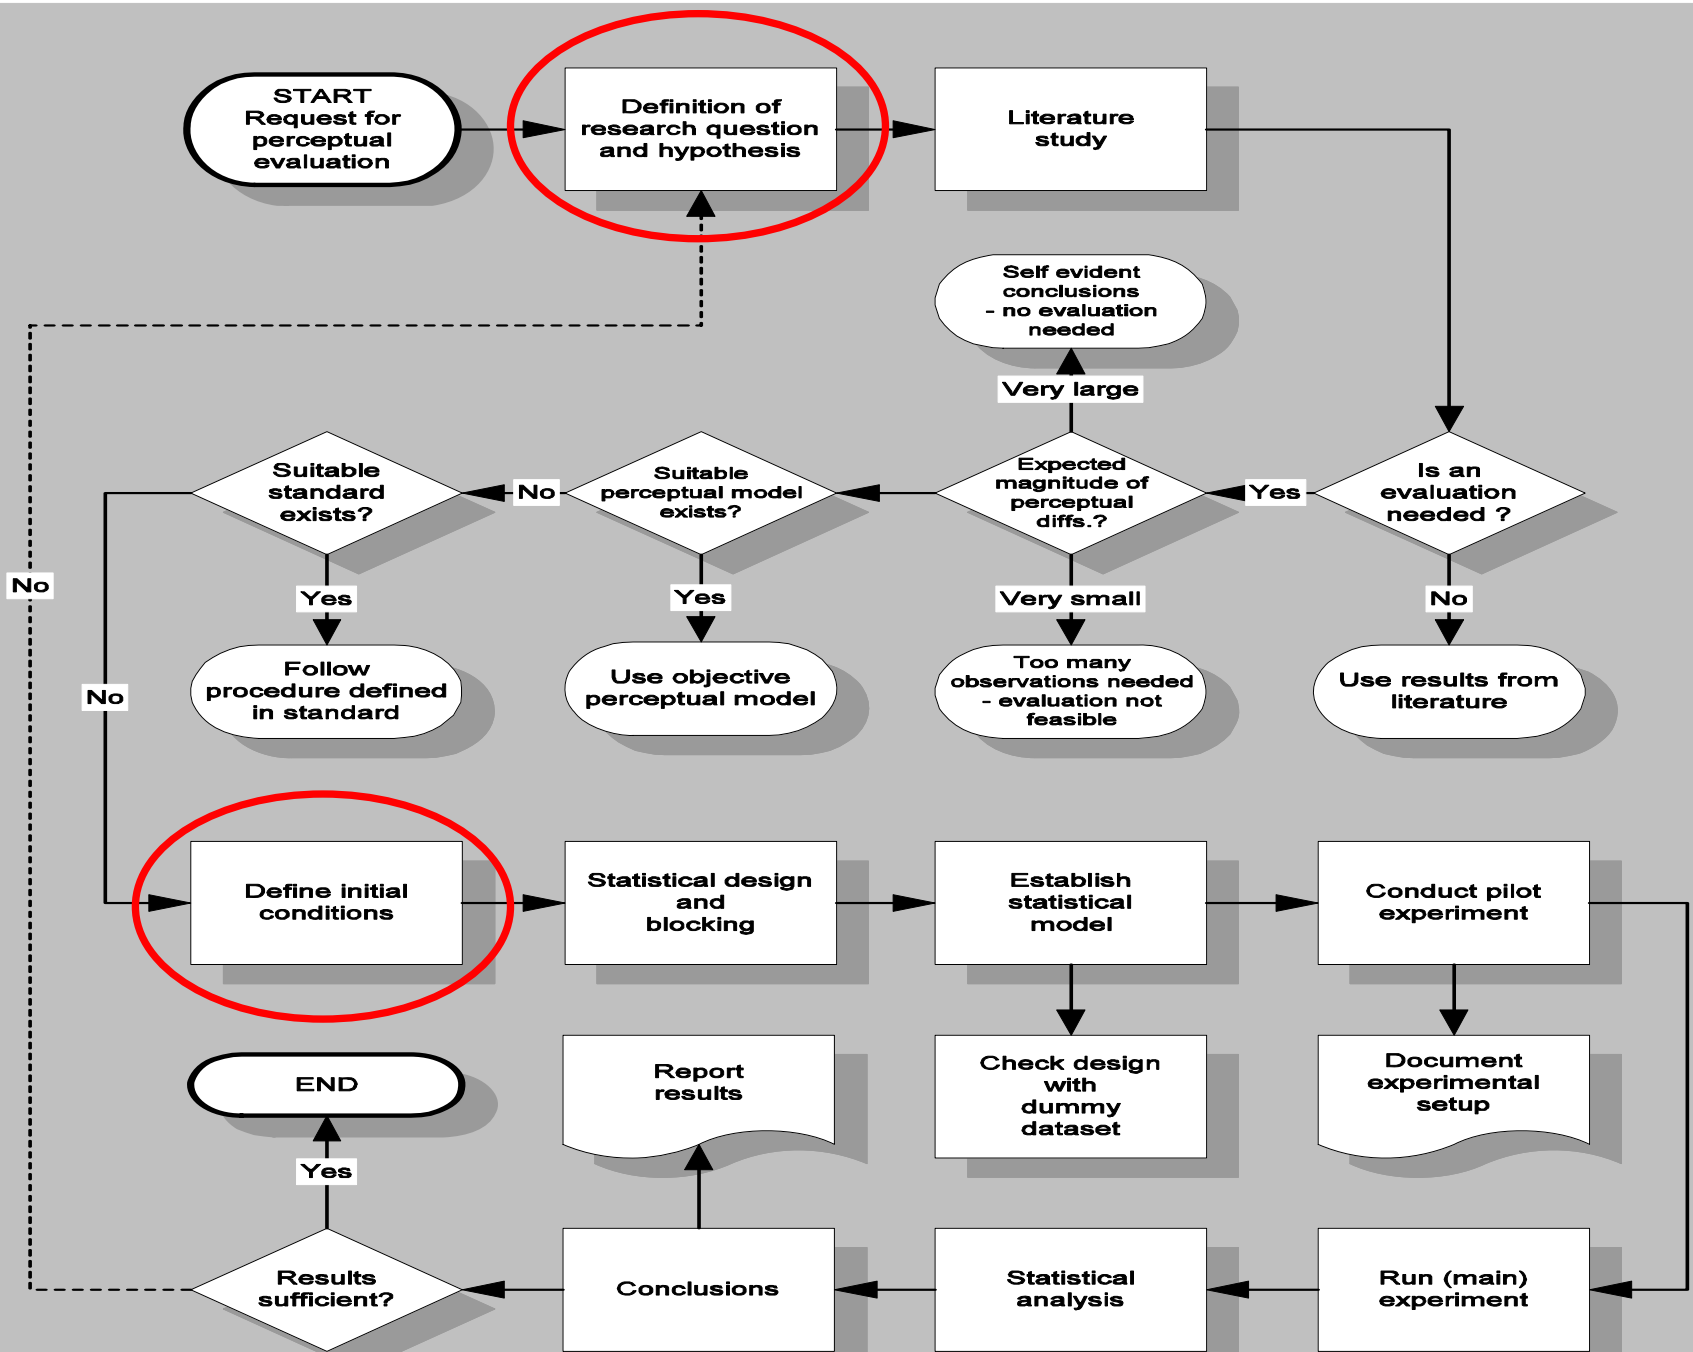 START
Request for
perceptual
evaluation
Definition of
research question
and hypothesis
Literature
study
Self evident
conclusions
- no evaluation
needed
Very large
Suitable
standard
exists?
No
Suitable
perceptual model
exists?
Expected
magnitude of
perceptual
diffs.?
Yes
Is an
evaluation
needed ?
No
Yes
Yes
Very small
No
Follow
procedure defined
in standard
Use objective
perceptual model
Too many
observations needed
- evaluation not
feasible
Use results from
literature
No
Define initial
conditions
Statistical design
and
blocking
Establish
statistical
model
Conduct pilot
experiment
END
Report
results
Check design
with
dummy
dataset
Document
experimental
setup
Yes
Results
sufficient?
Conclusions
Statistical
analysis
Run (main)
experiment